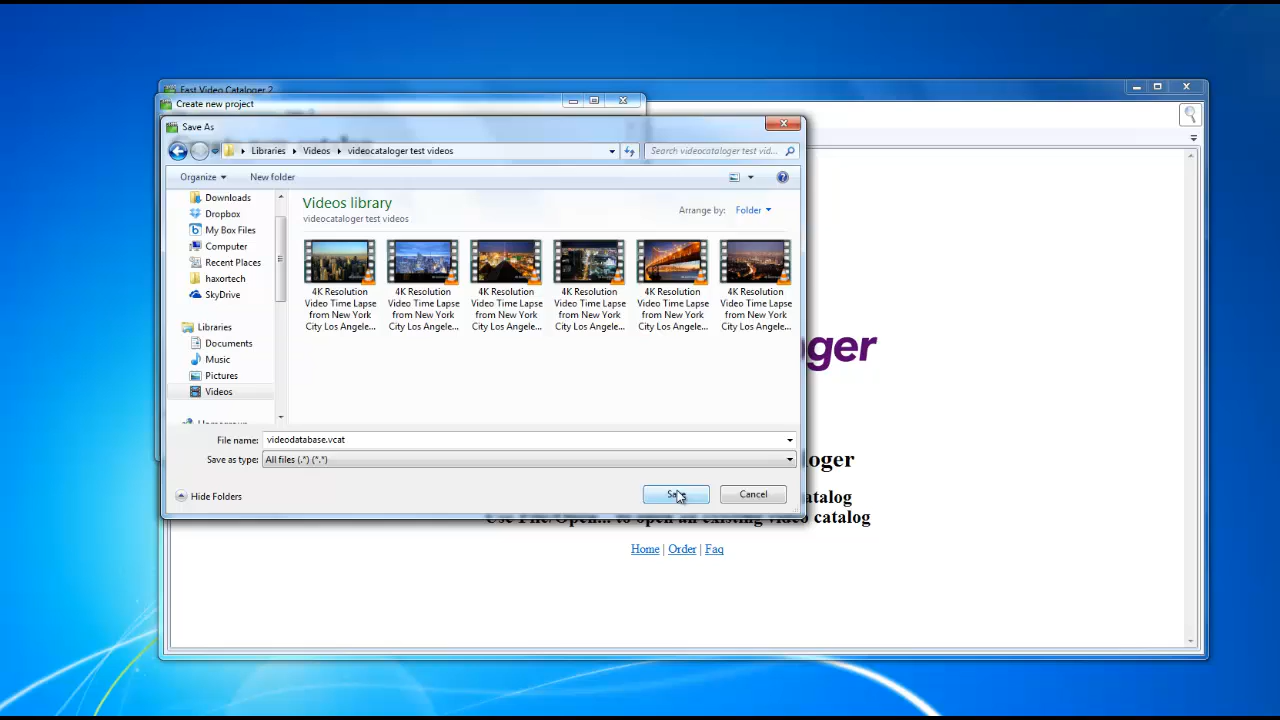 Fast Video Cataloger 2
Create new project
Save As
Libraries Videos videocataloger test videos
Search videocataloger test vid...
Organize New folder
Downloads
Dropbox
My Box Files
Computer
Recent Places
haxortech
SkyDrive
Libraries
Documents
Music
Pictures
Videos
Videos library
videocataloger test videos
Arrange by: Folder
4K Resolution
Video Time Lapse
from New York
City Los Angele...
4K Resolution
Video Time Lapse
from New York
City Los Angele...
4K Resolution
Video Time Lapse
from New York
City Los Angele...
4K Resolution
Video Time Lapse
from New York
City Los Angele...
4K Resolution
Video Time Lapse
from New York
City Los Angele...
4K Resolution
Video Time Lapse
from New York
City Los Angele...
File name: videodatabase.vcat
Save as type: All files (.*) (*.*)
Hide Folders
Save
Cancel
oger
loger
atalog
Use File/Open... to open an existing video catalog
Home | Order | Faq